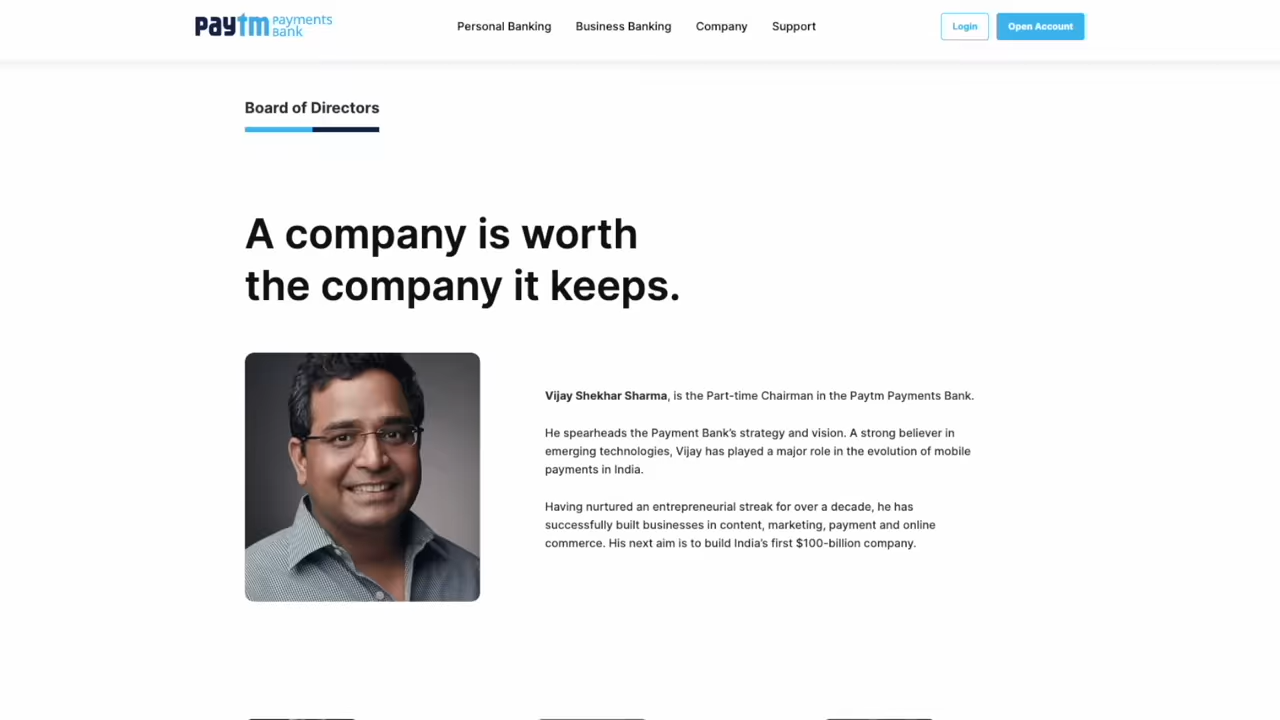 paytm Payments Bank
Personal Banking
Business Banking
Company
Support
Login
Open Account
Board of Directors
A company is worth
the company it keeps.
Vijay Shekhar Sharma, is the Part-time Chairman in the Paytm Payments Bank.
He spearheads the Payment Bank's strategy and vision. A strong believer in
emerging technologies, Vijay has played a major role in the evolution of mobile
payments in India.
Having nurtured an entrepreneurial streak for over a decade, he has
successfully built businesses in content, marketing, payment and online
commerce. His next aim is to build India's first $100-billion company.